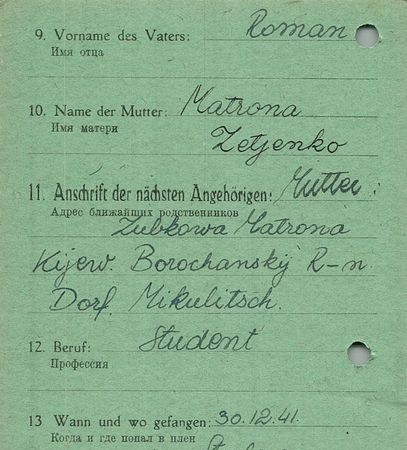 9. Vorname des Vaters: Roman
Имя отца
10. Name der Mutter: Matrona
Имя матери
Zetjenko
11. Anschrift der nächsten Angehörigen: Mutter:
Адрес ближайших родственников
Zubkowa Matrona
Kijew. Borochanskÿ R-n.
Dorf. Mikulitsch.
12. Beruf: Student
Профессия
13 Wann und wo gefangen: 30.12.41.
Когда и где попал в плен